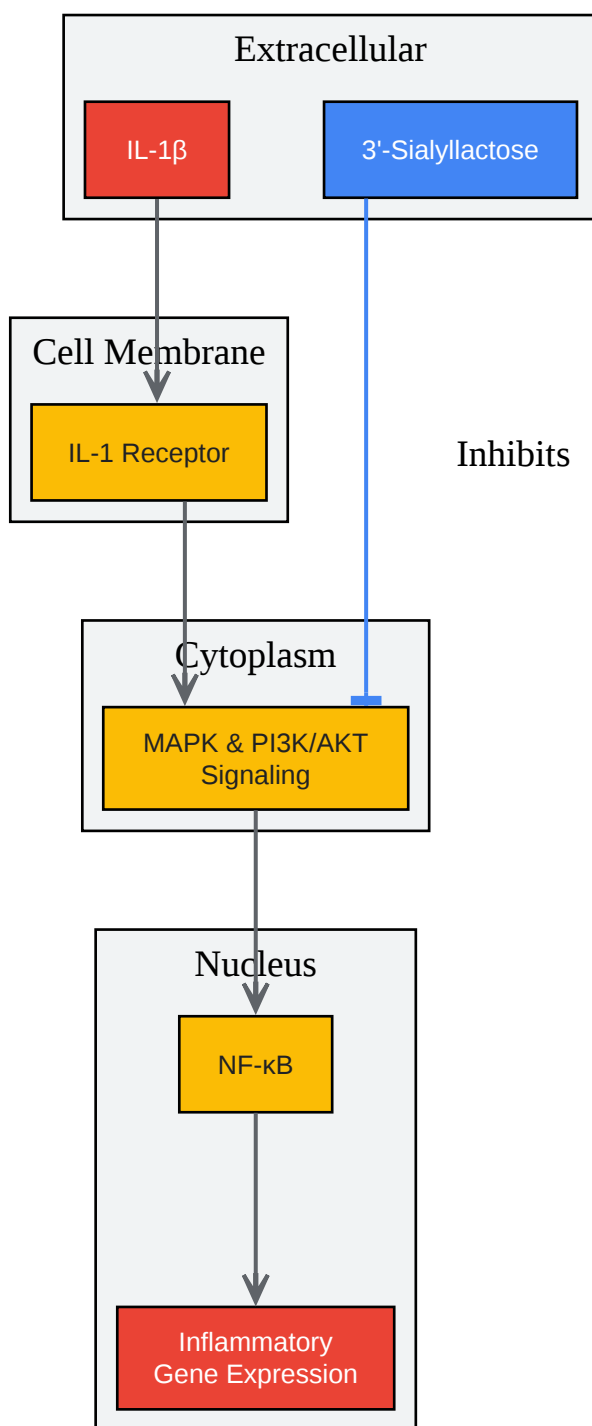 Extracellular
IL-1β
3'-Sialyllactose
Cell Membrane
IL-1 Receptor
Inhibits
Cytoplasm
MAPK & PI3K/AKT
Signaling
Nucleus
NF-κB
Inflammatory
Gene Expression